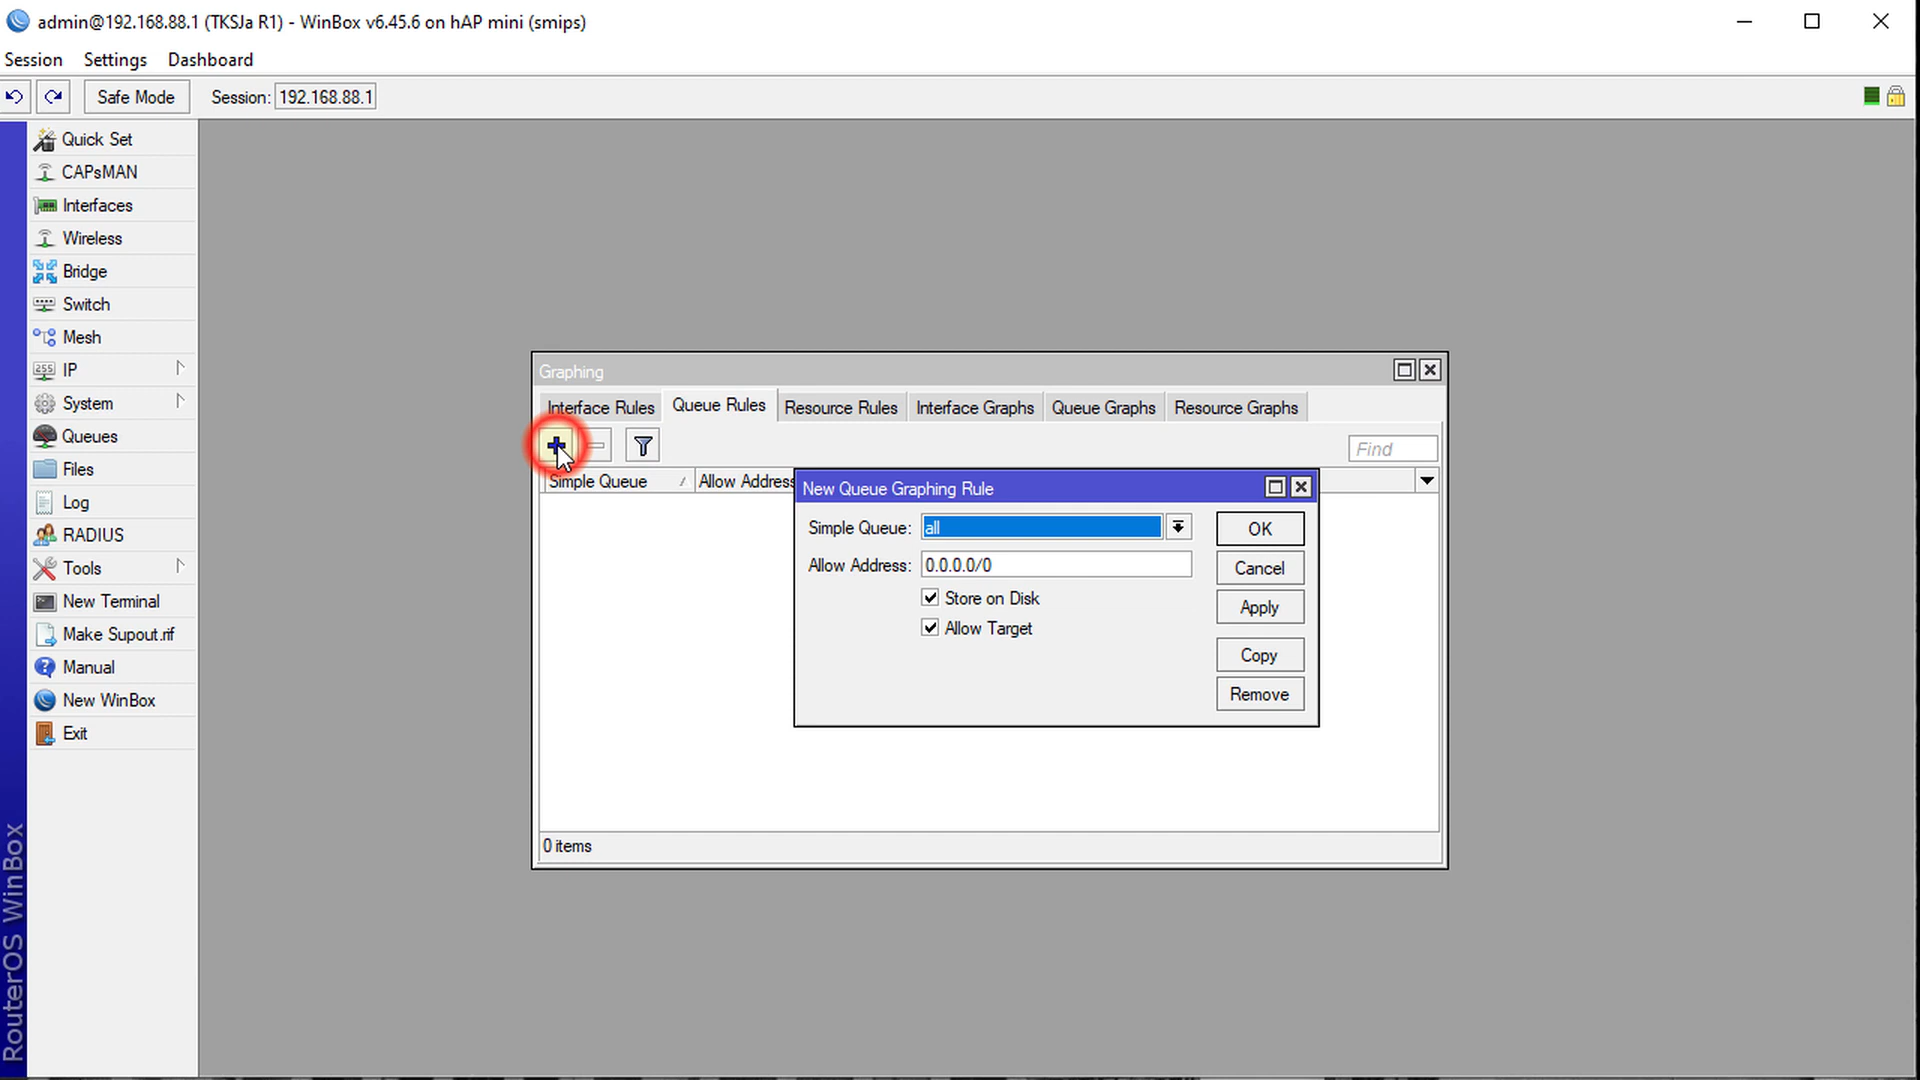 admin@192.168.88.1 (TKSJa R1) - WinBox v6.45.6 on hAP mini (smips)
Session Settings Dashboard
Safe Mode Session: 192.168.88.1
Quick Set
CAPsMAN
Interfaces
Wireless
Bridge
Switch
Mesh
255 IP
System
Queues
Files
Log
RADIUS
Tools
New Terminal
Make Supout.rif
Manual
New WinBox
Exit
RouterOS WinBox
Graphing
Interface Rules Queue Rules Resource Rules Interface Graphs Queue Graphs Resource Graphs
Find
Simple Queue Allow Address
New Queue Graphing Rule
Simple Queue: all
Allow Address: 0.0.0.0/0
Store on Disk
Allow Target
OK
Cancel
Apply
Copy
Remove
0 items